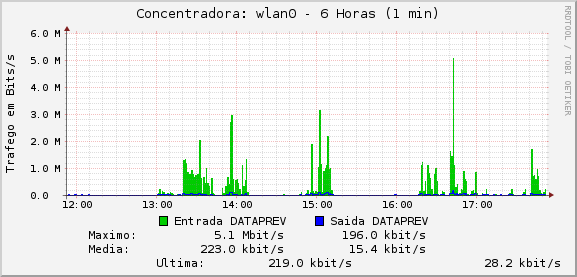 Concentradora: wlan0 - 6 Horas (1 min)
RRDTOOL / TOBI OETIKER
Trafego em Bits/s
6.0 M
5.0 M
4.0 M
3.0 M
2.0 M
1.0 M
0.0
12:00 13:00 14:00 15:00 16:00 17:00
Entrada DATAPREV Saida DATAPREV
Maximo: 5.1 Mbit/s 196.0 kbit/s
Media: 223.0 kbit/s 15.4 kbit/s
Ultima: 219.0 kbit/s 28.2 kbit/s